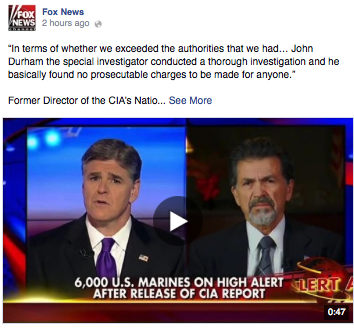 FOX
NEWS
Fox News
2 hours ago
“In terms of whether we exceeded the authorities that we had… John
Durham the special investigator conducted a thorough investigation and he
basically found no prosecutable charges to be made for anyone.”
Former Director of the CIA's Natio... See More
6,000 U.S. MARINES ON HIGH ALERT
AFTER RELEASE OF CIA REPORT
LERT A
0:47